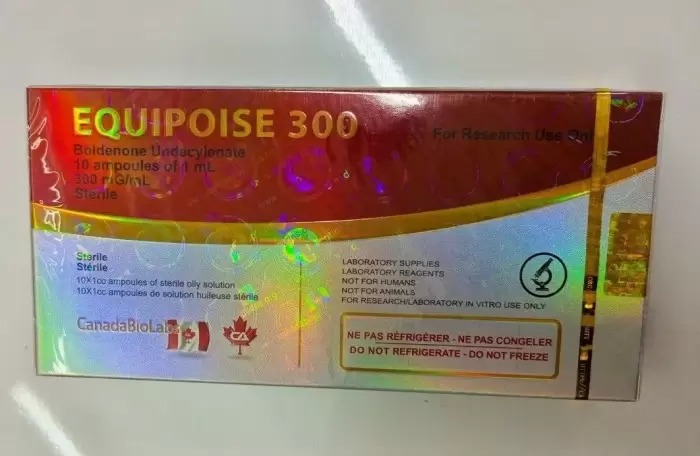 EQUIPOISE 300
For Research Use Onl
Boldenone Undecylenate
10 ampoules of 1 mL
300 mG/mL
Sterile
Sterile
Stérile
10X1cc ampoules of sterile oily solution
10X1cc ampoules de solution huileuse stérile
CanadaBioLabs
CA
LABORATORY SUPPLIES
LABORATORY REAGENTS
NOT FOR HUMANS
NOT FOR ANIMALS
FOR RESEARCH/LABORATORY IN VITRO USE ONLY
NE PAS RÉFRIGÉRER - NE PAS CONGELER
DO NOT REFRIGERATE - DO NOT FREEZE